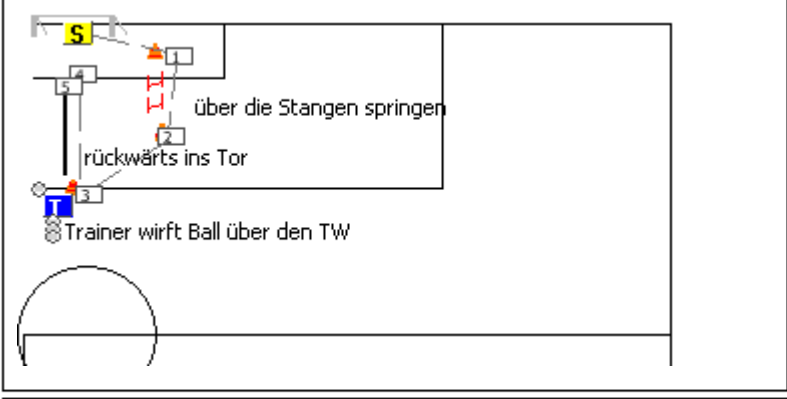 S
1
4
5
über die Stangen springen
2
rückwärts ins Tor
3
T
Trainer wirft Ball über den TW